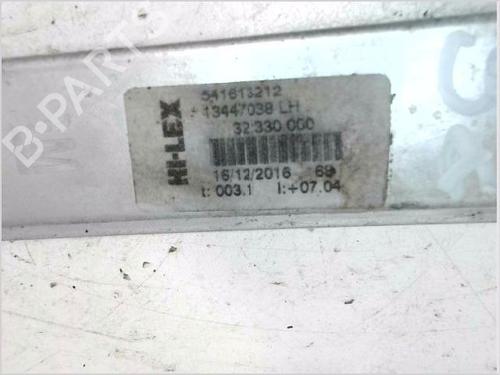 HI-LEX
541613212
13447038 LH
32 330 000
16/12/2016 69
t: 003.1 l:+07.04
B-PARTS